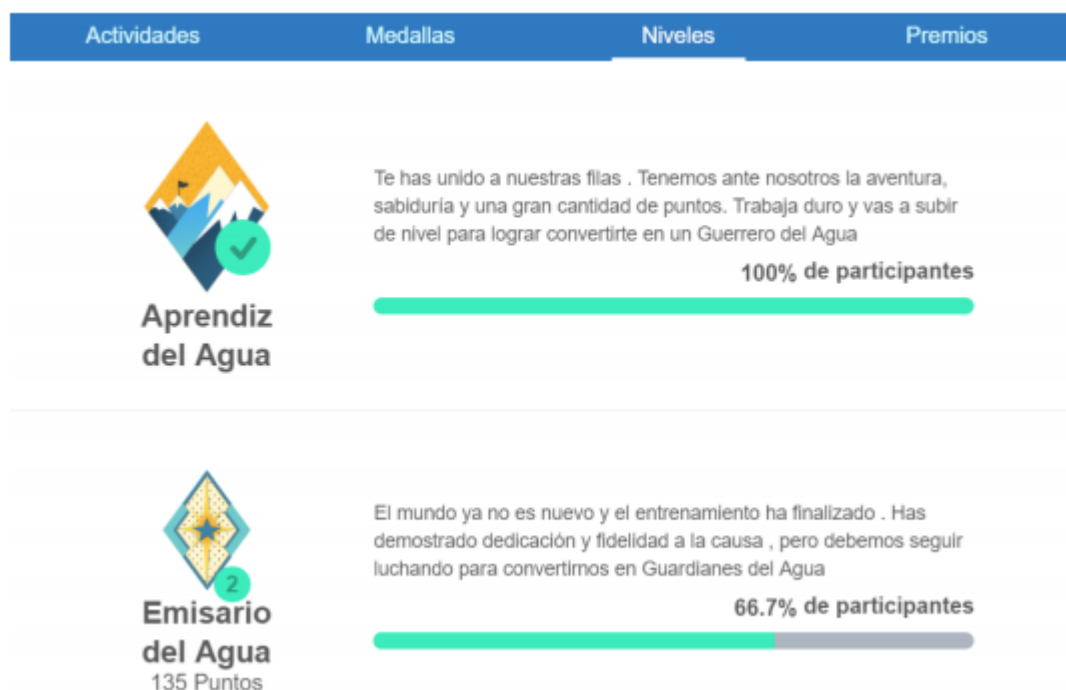 Actividades Medallas Niveles Premios
Te has unido a nuestras filas . Tenemos ante nosotros la aventura,
sabiduría y una gran cantidad de puntos. Trabaja duro y vas a subir
de nivel para lograr convertirte en un Guerrero del Agua
100% de participantes
Aprendiz
del Agua
El mundo ya no es nuevo y el entrenamiento ha finalizado . Has
demostrado dedicación y fidelidad a la causa , pero debemos seguir
luchando para convertirnos en Guardianes del Agua
66.7% de participantes
2
Emisario
del Agua
135 Puntos